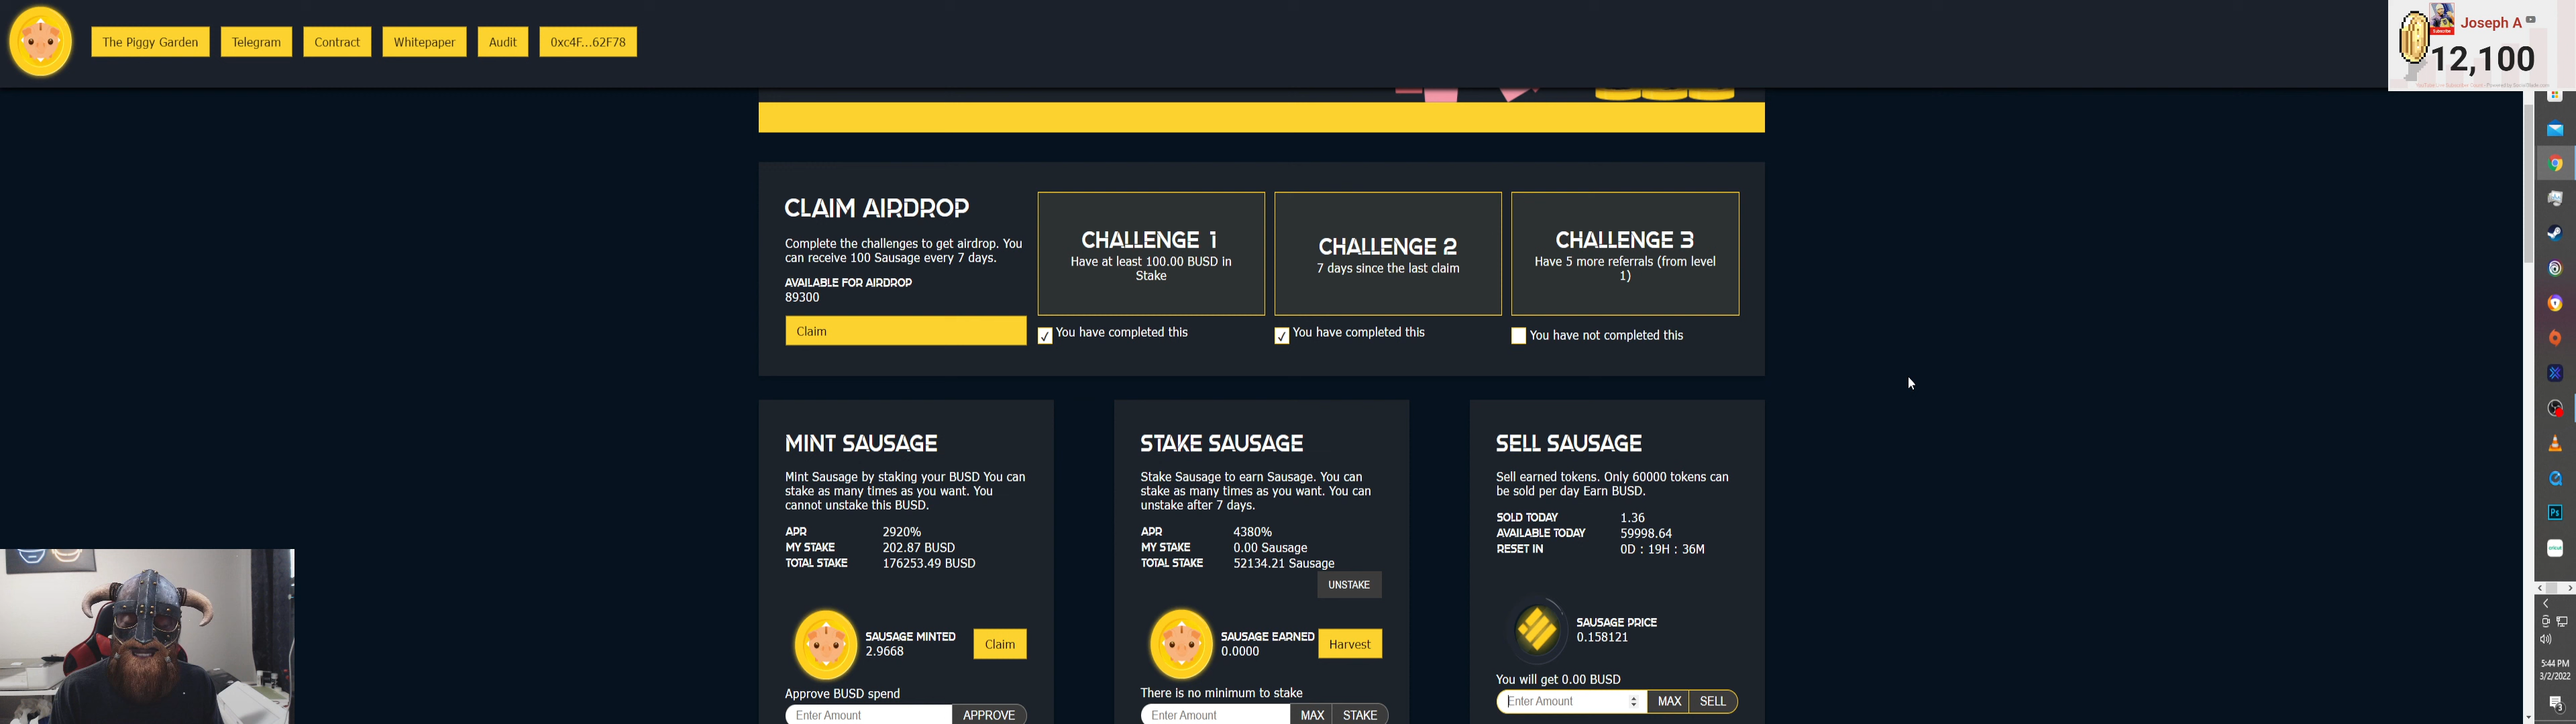 The Piggy Garden
Telegram
Contract
Whitepaper
Audit
0xc4F...62F78
Joseph A
Subscribe
12,100
CLAIM AIRDROP
Complete the challenges to get airdrop. You
can receive 100 Sausage every 7 days.
AVAILABLE FOR AIRDROP
89300
Claim
CHALLENGE 1
Have at least 100.00 BUSD in
Stake
You have completed this
CHALLENGE 2
7 days since the last claim
You have completed this
CHALLENGE 3
Have 5 more referrals (from level
1)
You have not completed this
MINT SAUSAGE
Mint Sausage by staking your BUSD You can
stake as many times as you want. You
cannot unstake this BUSD.
APR 2920%
MY STAKE 202.87 BUSD
TOTAL STAKE 176253.49 BUSD
SAUSAGE MINTED
2.9668
Claim
Approve BUSD spend
Enter Amount
APPROVE
STAKE SAUSAGE
Stake Sausage to earn Sausage. You can
stake as many times as you want. You can
unstake after 7 days.
APR 4380%
MY STAKE 0.00 Sausage
TOTAL STAKE 52134.21 Sausage
UNSTAKE
SAUSAGE EARNED
0.0000
Harvest
There is no minimum to stake
Enter Amount
MAX
STAKE
SELL SAUSAGE
Sell earned tokens. Only 60000 tokens can
be sold per day Earn BUSD.
SOLD TODAY 1.36
AVAILABLE TODAY 59998.64
RESET IN 0D : 19H : 36M
SAUSAGE PRICE
0.158121
You will get 0.00 BUSD
Enter Amount
MAX
SELL
Ps
5:44 PM
3/2/2022
3